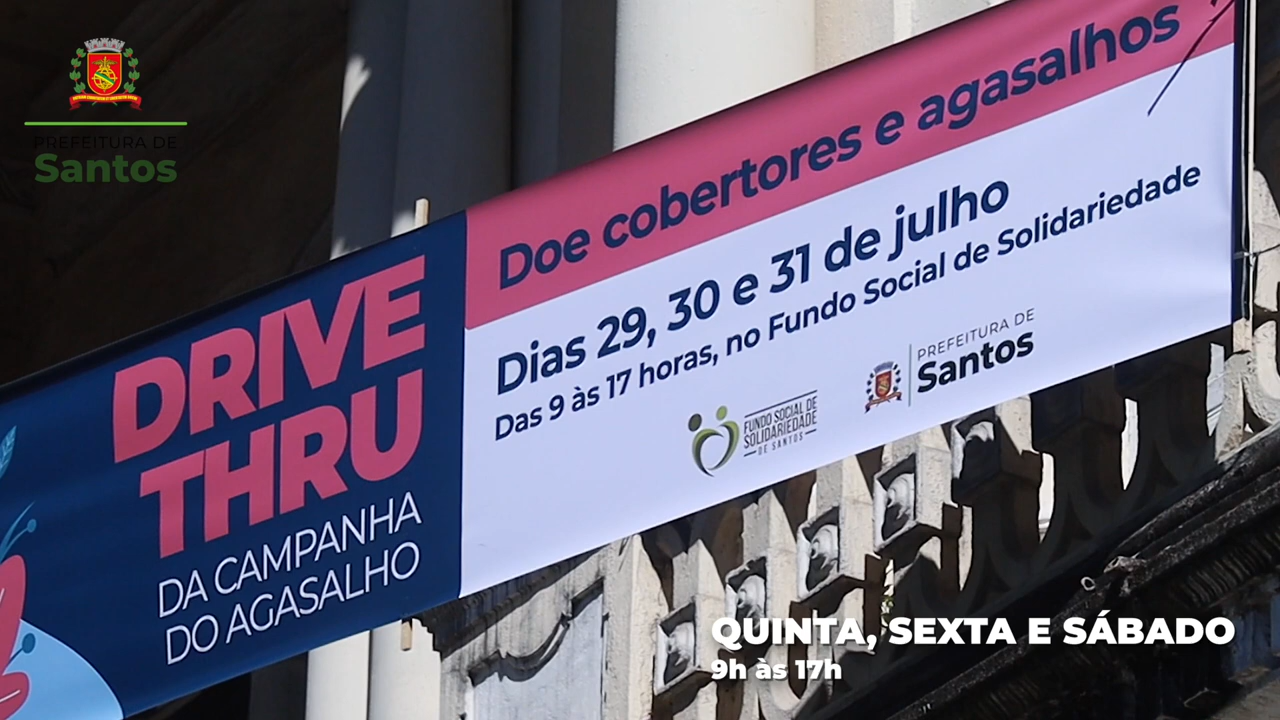 PREFEITURA DE
Santos
DRIVE
THRU
DA CAMPANHA
DO AGASALHO
Doe cobertores e agasalhos
Dias 29, 30 e 31 de julho
Das 9 às 17 horas, no Fundo Social de Solidariedade
FUNDO SOCIAL DE
SOLIDARIEDADE
DE SANTOS
PREFEITURA DE
Santos
QUINTA, SEXTA E SÁBADO
9h às 17h